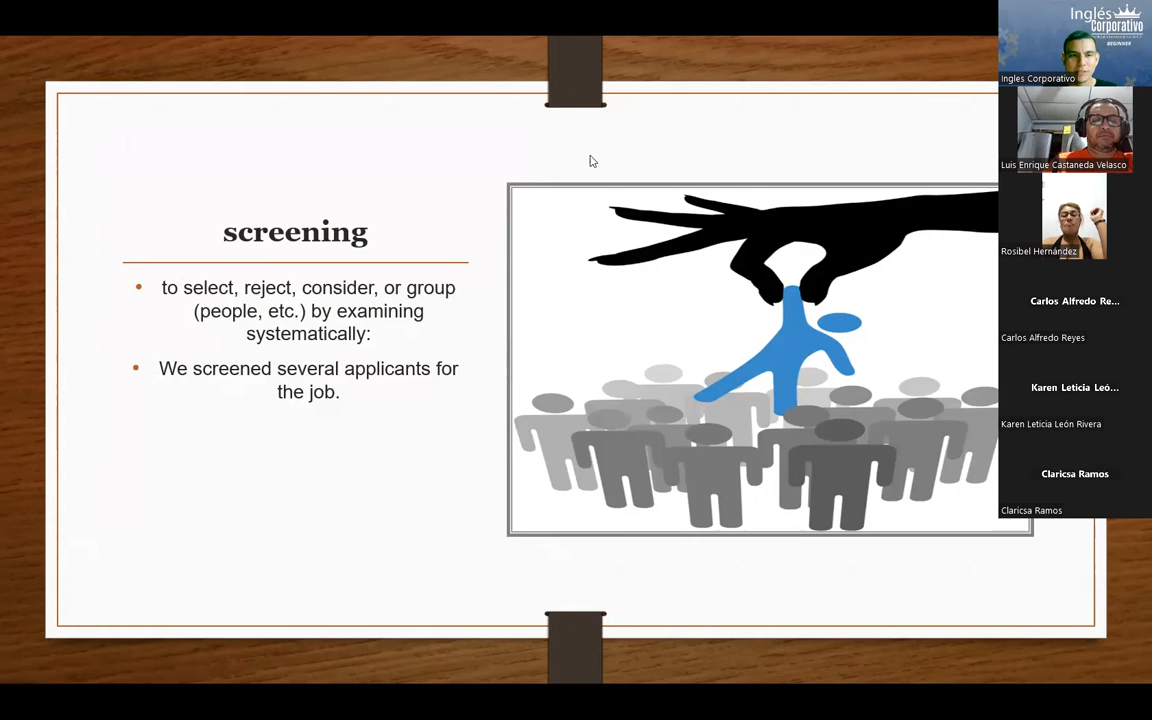 screening
• to select, reject, consider, or group
(people, etc.) by examining
systematically:
• We screened several applicants for
the job.
Inglés
Corporativo
BEGINNER
Ingles Corporativo
Luis Enrique Castaneda Velasco
Rosibel Hernández
Carlos Alfredo Re...
Carlos Alfredo Reyes
Karen Leticia Leó...
Karen Leticia León Rivera
Claricsa Ramos
Claricsa Ramos